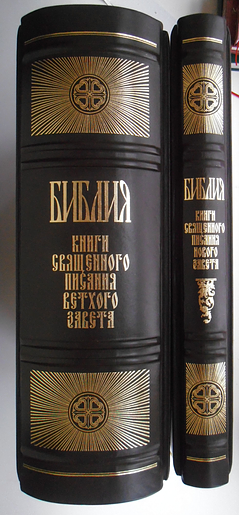 БИБЛИЯ
КНИГИ
СВЯЩЕННОГО
ПИСАНИЯ
ВЕТХОГО
ЗАВЕТА
БИБЛИЯ
КНИГИ
СВЯЩЕННОГО
ПИСАНИЯ
НОВОГО
ЗАВЕТА